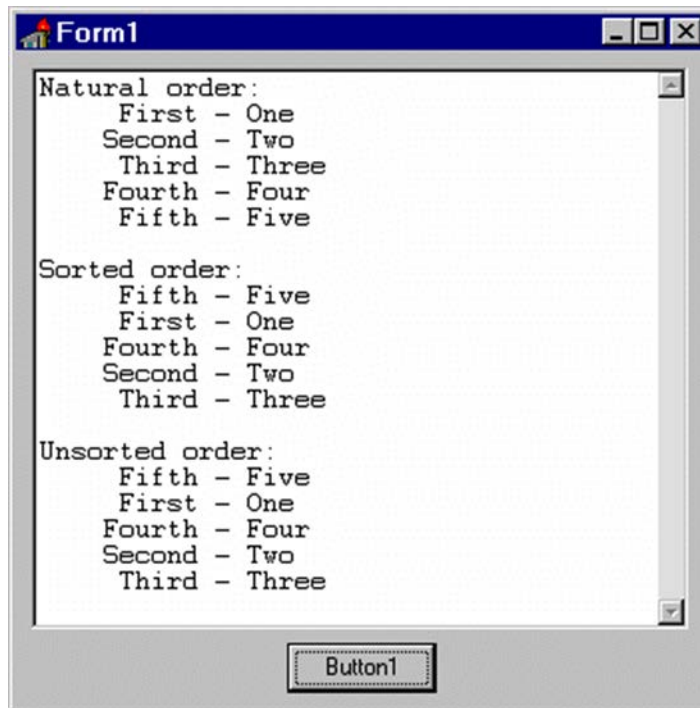 Form1
Natural order:
First - One
Second - Two
Third - Three
Fourth - Four
Fifth - Five
Sorted order:
Fifth - Five
First - One
Fourth - Four
Second - Two
Third - Three
Unsorted order:
Fifth - Five
First - One
Fourth - Four
Second - Two
Third - Three
Button1